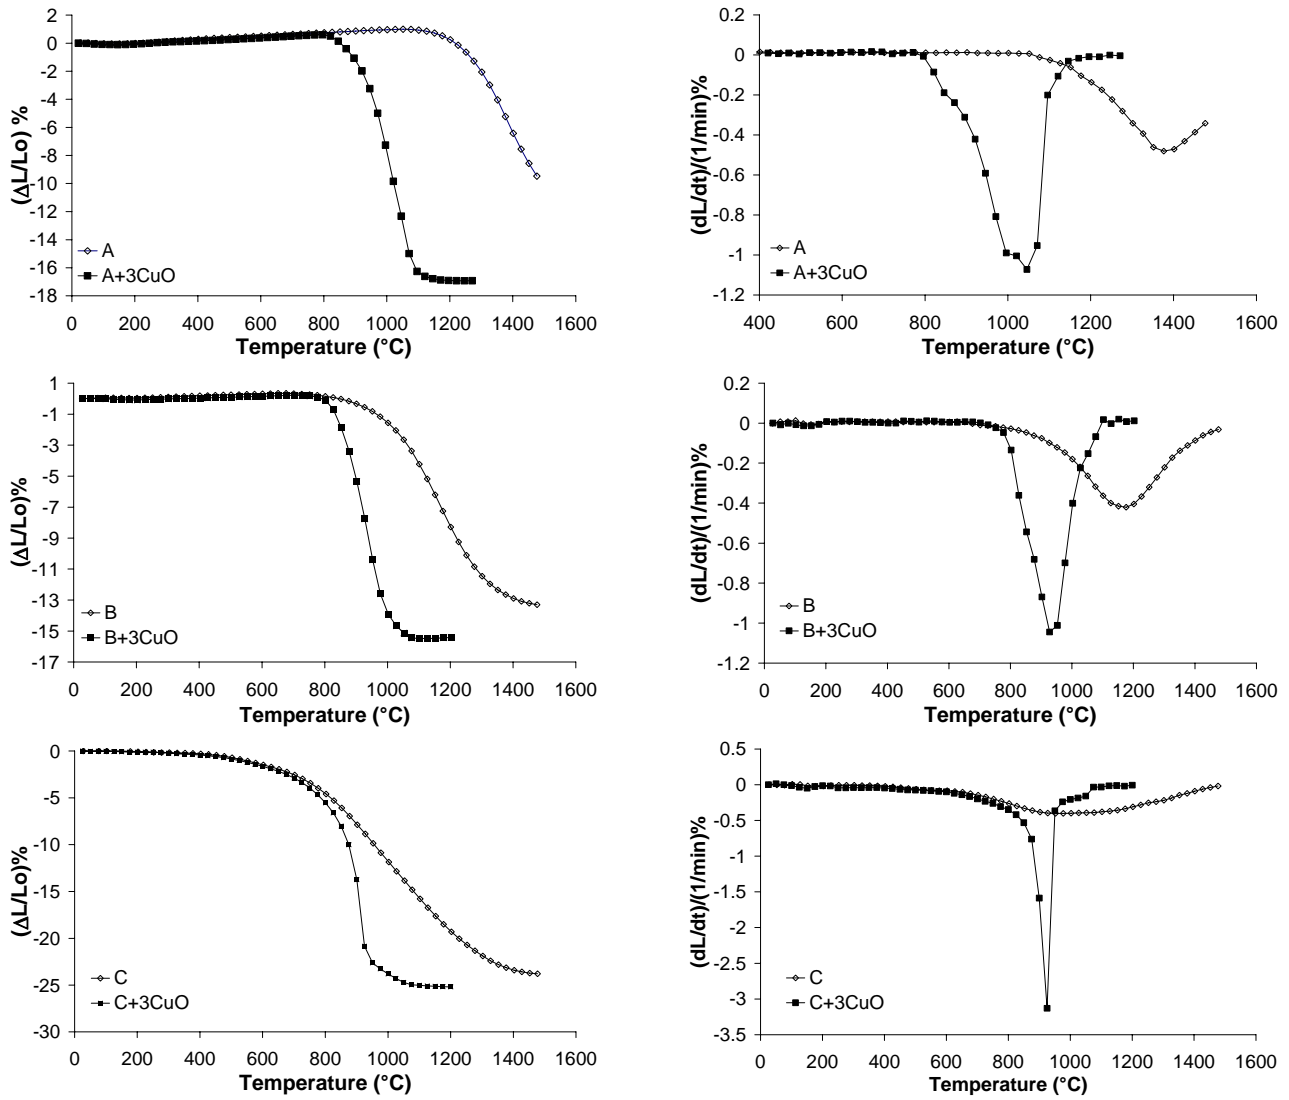 2
0
-2
-4
-6
-8
-10
-12
-14
-16
-18
(ΔL/Lo) %
A
A+3CuO
0 200 400 600 800 1000 1200 1400 1600
Temperature (°C)
0.2
0
-0.2
-0.4
-0.6
-0.8
-1
-1.2
(dL/dt)/(1/min)%
A
A+3CuO
400 600 800 1000 1200 1400 1600
Temperature (°C)
1
-1
-3
-5
-7
-9
-11
-13
-15
-17
(ΔL/Lo)%
B
B+3CuO
0 200 400 600 800 1000 1200 1400 1600
Temperature (°C)
0.2
0
-0.2
-0.4
-0.6
-0.8
-1
-1.2
(dL/dt)/(1/min)%
B
B+3CuO
0 200 400 600 800 1000 1200 1400 1600
Temperature (°C)
0
-5
-10
-15
-20
-25
-30
(ΔL/Lo)%
C
C+3CuO
0 200 400 600 800 1000 1200 1400 1600
Temperature (°C)
0.5
0
-0.5
-1
-1.5
-2
-2.5
-3
-3.5
(dL/dt)/(1/min)%
C
C+3CuO
0 200 400 600 800 1000 1200 1400 1600
Temperature (°C)